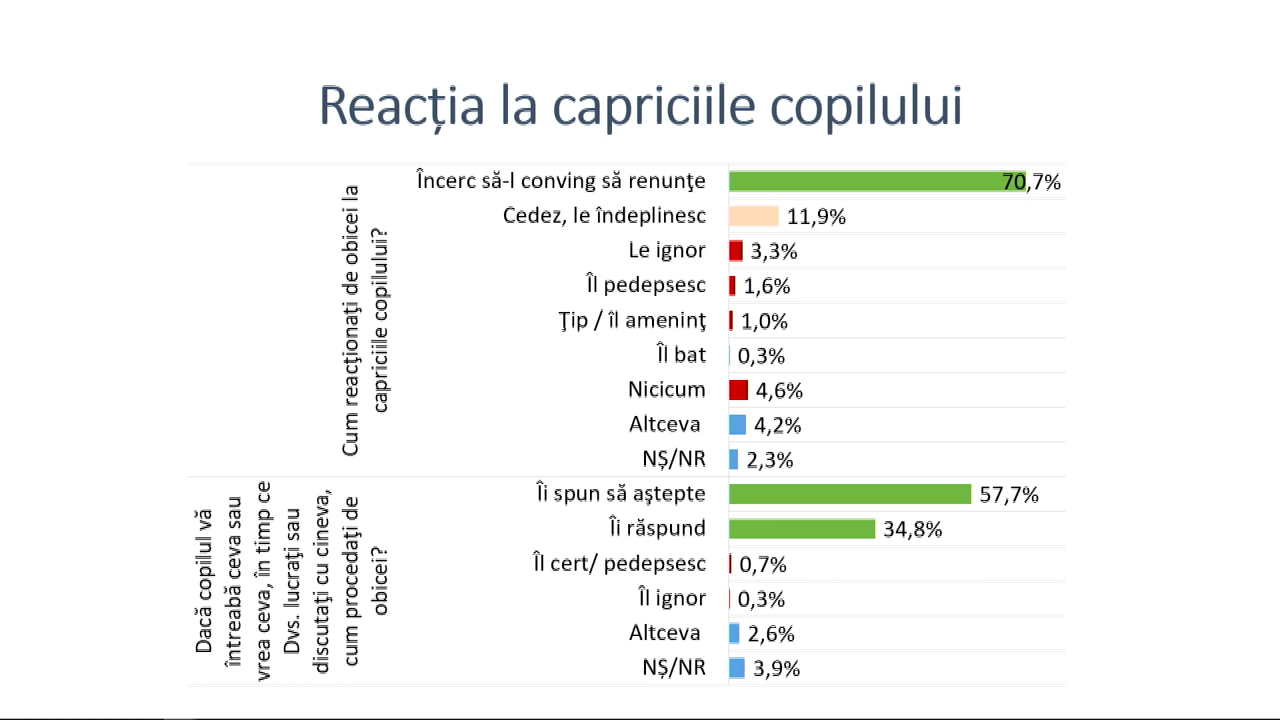 Reacția la capriciile copilului
Cum reacţionaţi de obicei la
capriciile copilului?
Încerc să-l conving să renunţe
70,7%
Cedez, le îndeplinesc
11,9%
Le ignor
3,3%
Îl pedepsesc
1,6%
Ţip / îl ameninţ
1,0%
Îl bat
0,3%
Nicicum
4,6%
Altceva
4,2%
NȘ/NR
2,3%
Dacă copilul vă
întreabă ceva sau
vrea ceva, în timp ce
Dvs. lucraţi sau
discutaţi cu cineva,
cum procedaţi de
obicei?
Îi spun să aştepte
57,7%
Îi răspund
34,8%
Îl cert/ pedepsesc
0,7%
Îl ignor
0,3%
Altceva
2,6%
NȘ/NR
3,9%